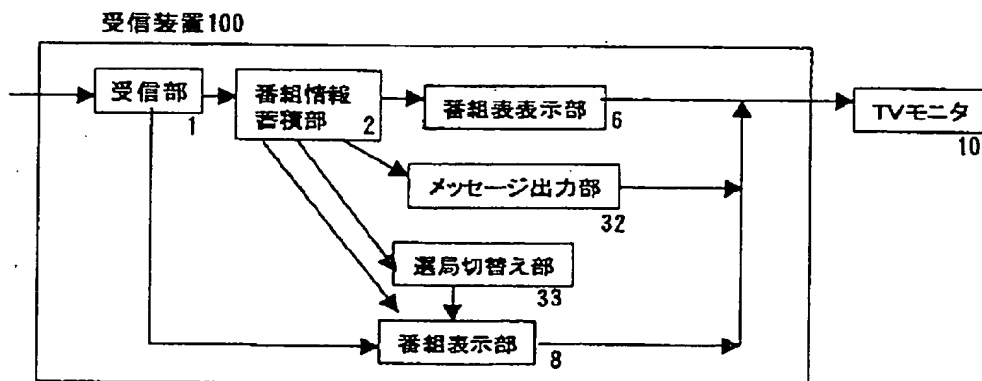 受信装置100
受信部
1
番組情報
蓄積部
2
番組表表示部
6
TVモニタ
10
メッセージ出力部
32
選局切替え部
33
番組表示部
8